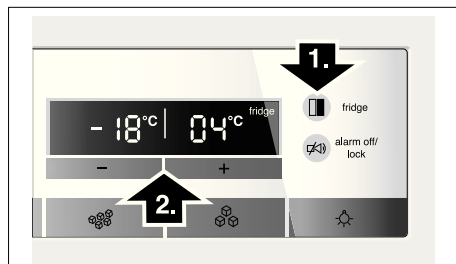 1.
fridge
-18°C 04°C fridge
alarm off/
lock
- +
2.